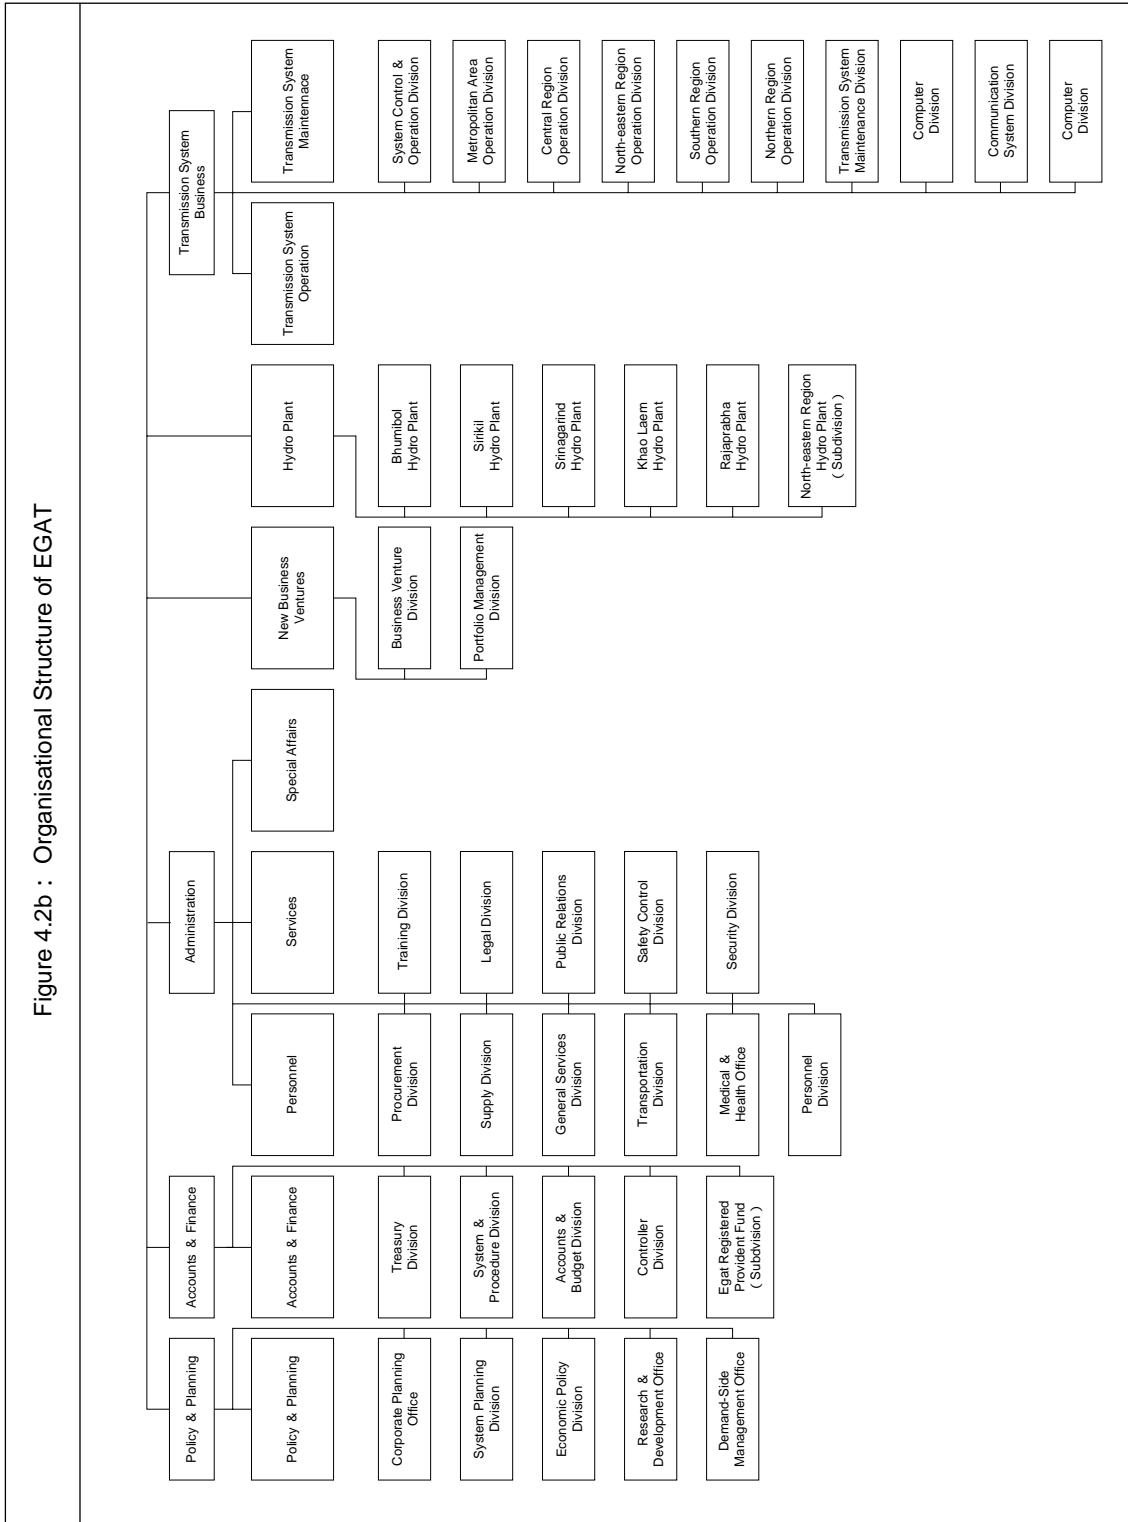 Figure 4.2b : Organisational Structure of EGAT
Policy & Planning
Accounts & Finance
Administration
Transmission System
Business
Policy & Planning
Accounts & Finance
Personnel
Services
Special Affairs
New Business
Ventures
Hydro Plant
Transmission System
Operation
Transmission System
Maintennace
Corporate Planning
Office
System Planning
Division
Economic Policy
Division
Research &
Development Office
Demand-Side
Management Office
Treasury
Division
System &
Procedure Division
Accounts &
Budget Division
Controller
Division
Egat Registered
Provident Fund
( Subdvision )
Procurement
Division
Supply Division
General Services
Division
Transportation
Division
Medical &
Health Office
Personnel
Division
Training Division
Legal Division
Public Relations
Division
Safety Control
Division
Security Division
Business Venture
Division
Portfolio Management
Division
Bhumibol
Hydro Plant
Sirikil
Hydro Plant
Srinagarind
Hydro Plant
Khao Laem
Hydro Plant
Rajaprabha
Hydro Plant
North-eastern Region
Hydro Plant
( Subdivision )
System Control &
Operation Division
Metropolitan Area
Operation Division
Central Region
Operation Division
North-eastern Region
Operation Division
Southern Region
Operation Division
Northern Region
Operation Division
Transmission System
Maintenance Division
Computer
Division
Communication
System Division
Computer
Division